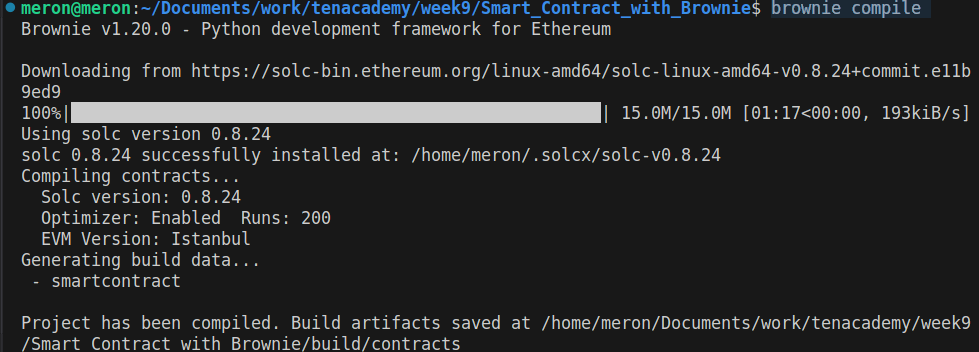 meron@meron:~/Documents/work/tenacademy/week9/Smart_Contract_with_Brownie$ brownie compile
Brownie v1.20.0 - Python development framework for Ethereum
Downloading from https://solc-bin.ethereum.org/linux-amd64/solc-linux-amd64-v0.8.24+commit.e11b
9ed9
100%|| 15.0M/15.0M [01:17<00:00, 193kiB/s]
Using solc version 0.8.24
solc 0.8.24 successfully installed at: /home/meron/.solcx/solc-v0.8.24
Compiling contracts...
  Solc version: 0.8.24
  Optimizer: Enabled  Runs: 200
  EVM Version: Istanbul
Generating build data...
 - smartcontract
Project has been compiled. Build artifacts saved at /home/meron/Documents/work/tenacademy/week9
/Smart_Contract_with_Brownie/build/contracts